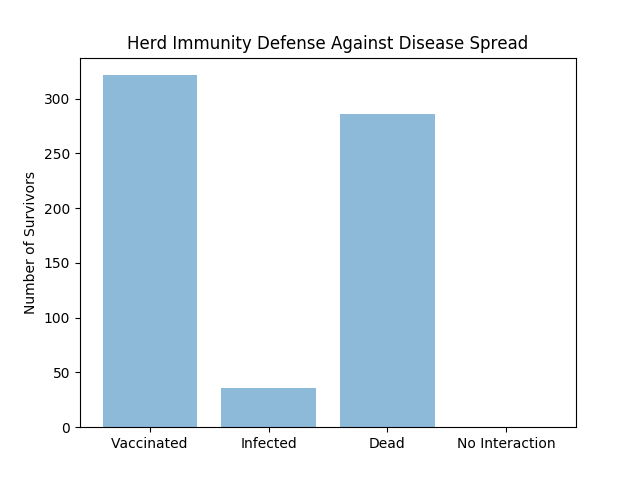 Herd Immunity Defense Against Disease Spread
Number of Survivors
300
250
200
150
100
50
0
Vaccinated
Infected
Dead
No Interaction